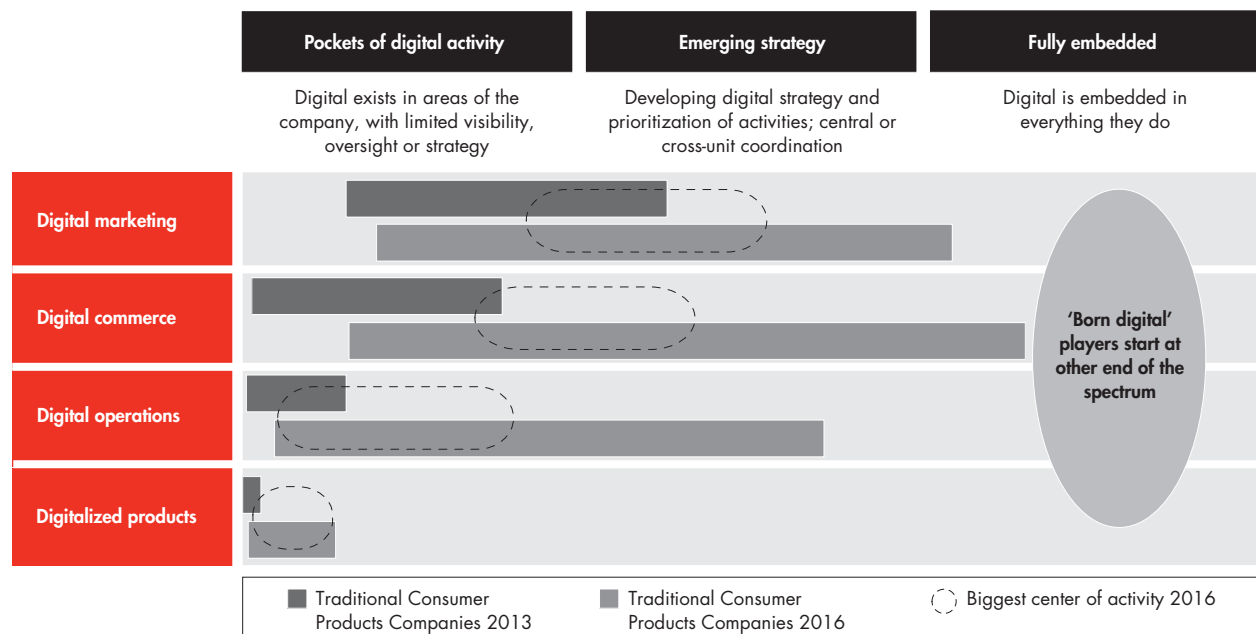 Pockets of digital activity
Emerging strategy
Fully embedded
Digital exists in areas of the
company, with limited visibility,
oversight or strategy
Developing digital strategy and
prioritization of activities; central or
cross-unit coordination
Digital is embedded in
everything they do
Digital marketing
Digital commerce
Digital operations
Digitalized products
‘Born digital’
players start at
other end of the
spectrum
Traditional Consumer
Products Companies 2013
Traditional Consumer
Products Companies 2016
Biggest center of activity 2016